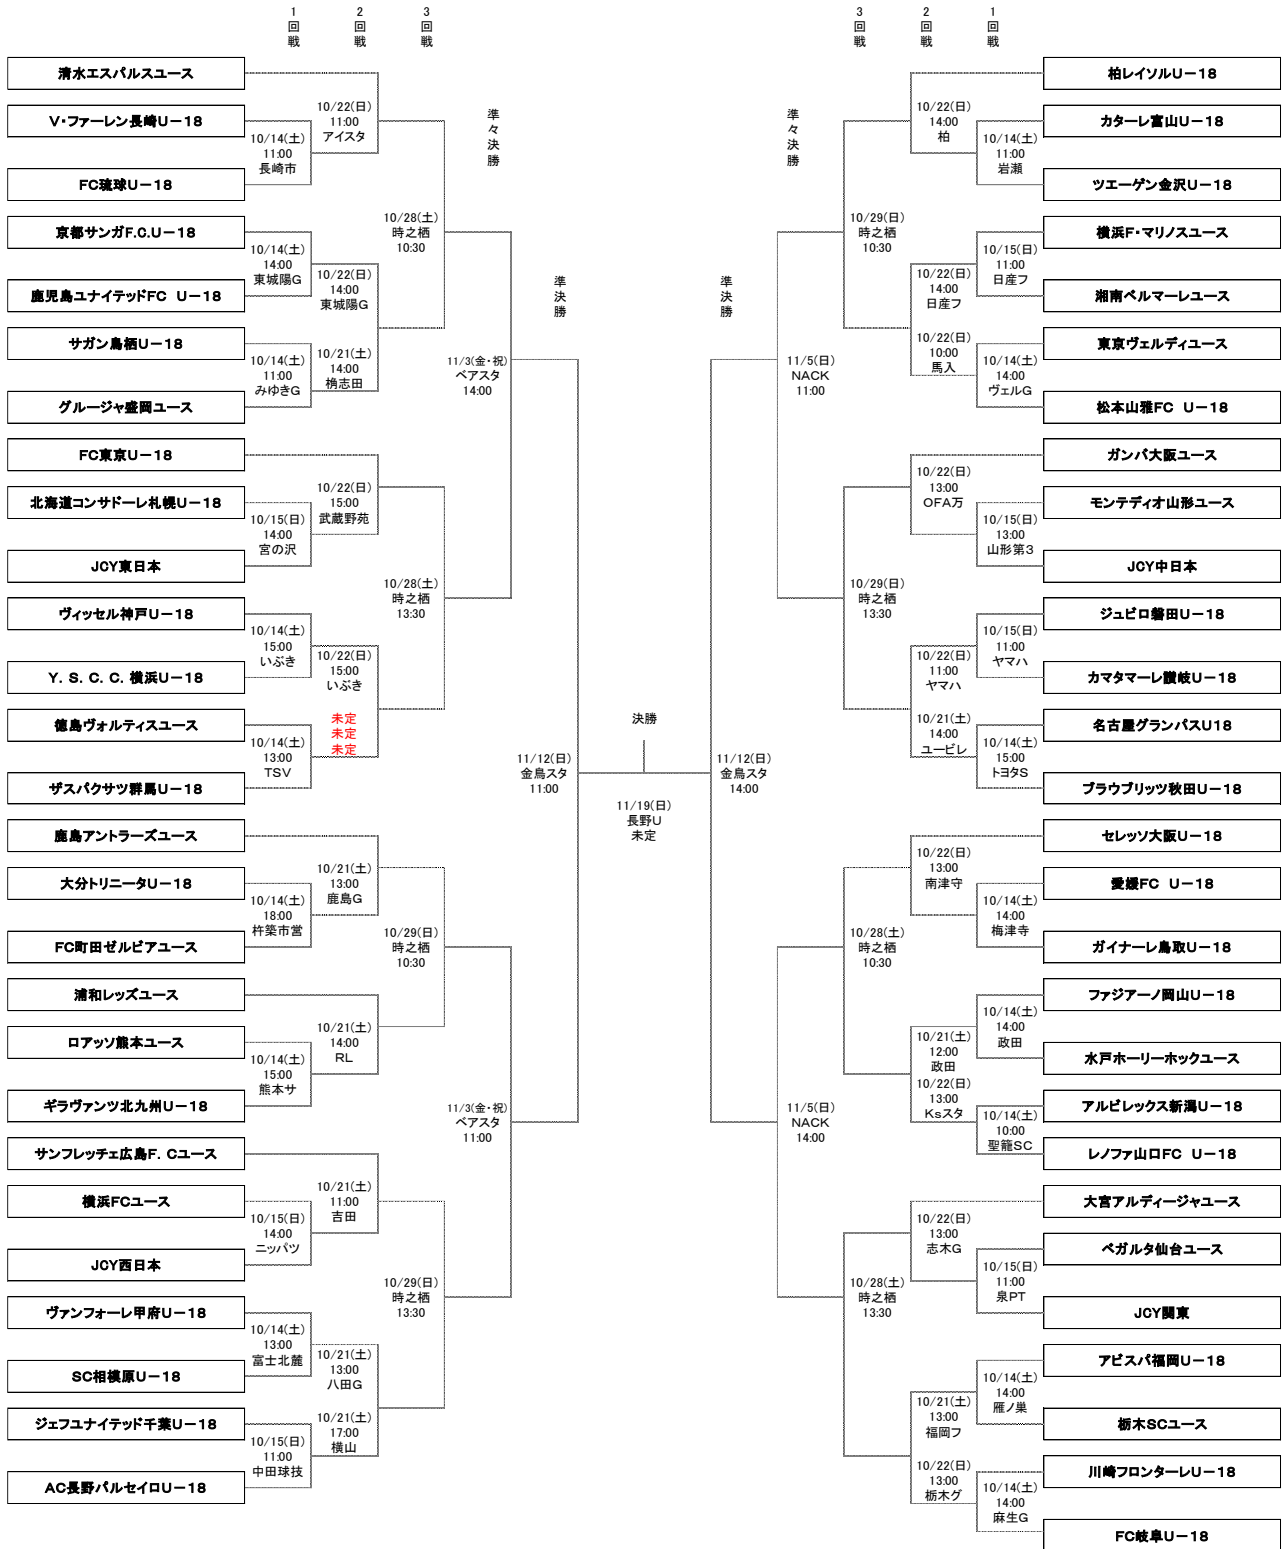 1回戦
2回戦
3回戦
準々決勝
準決勝
清水エスパルスユース
V・ファーレン長崎U－18
FC琉球U－18
京都サンガF.C.U－18
鹿児島ユナイテッドFC U－18
サガン鳥栖U－18
グルージャ盛岡ユース
FC東京U－18
北海道コンサドーレ札幌U－18
JCY東日本
ヴィッセル神戸U－18
Y．S．C．C．横浜U－18
徳島ヴォルティスユース
ザスパクサツ群馬U－18
鹿島アントラーズユース
大分トリニータU－18
FC町田ゼルビアユース
浦和レッズユース
ロアッソ熊本ユース
ギラヴァンツ北九州U－18
サンフレッチェ広島F．Cユース
横浜FCユース
JCY西日本
ヴァンフォーレ甲府U－18
SC相模原U－18
ジェフユナイテッド千葉U－18
AC長野パルセイロU－18
10/14(土)
11:00
長崎市
10/14(土)
14:00
東城陽G
10/14(土)
11:00
みゆきG
10/15(日)
14:00
宮の沢
10/14(土)
15:00
いぶき
10/14(土)
13:00
TSV
10/14(土)
18:00
杵築市営
10/14(土)
15:00
熊本サ
10/15(日)
14:00
ニッパツ
10/14(土)
13:00
富士北麓
10/15(日)
11:00
中田球技
10/22(日)
11:00
アイスタ
10/22(日)
14:00
東城陽G
10/21(土)
14:00
桷志田
10/22(日)
15:00
武蔵野苑
10/22(日)
15:00
いぶき
未定
未定
未定
10/21(土)
13:00
鹿島G
10/21(土)
14:00
RL
10/21(土)
11:00
吉田
10/21(土)
13:00
八田G
10/21(土)
17:00
横山
10/28(土)
時之栖
10:30
10/28(土)
時之栖
13:30
10/29(日)
時之栖
10:30
10/29(日)
時之栖
13:30
11/3(金・祝)
ベアスタ
14:00
11/3(金・祝)
ベアスタ
11:00
11/12(日)
金鳥スタ
11:00
決勝
11/19(日)
長野U
未定
3回戦
2回戦
1回戦
準々決勝
準決勝
11/12(日)
金鳥スタ
14:00
11/5(日)
NACK
11:00
11/5(日)
NACK
14:00
10/29(日)
時之栖
10:30
10/29(日)
時之栖
13:30
10/28(土)
時之栖
10:30
10/28(土)
時之栖
13:30
10/22(日)
14:00
柏
10/22(日)
14:00
日産フ
10/22(日)
10:00
馬入
10/22(日)
13:00
OFA万
10/22(日)
11:00
ヤマハ
10/21(土)
14:00
ユービレ
10/22(日)
13:00
南津守
10/21(土)
12:00
政田
10/22(日)
13:00
Ksスタ
10/22(日)
13:00
志木G
10/21(土)
13:00
福岡フ
10/22(日)
13:00
栃木グ
10/14(土)
11:00
岩瀬
10/15(日)
11:00
日産フ
10/14(土)
14:00
ヴェルG
10/15(日)
13:00
山形第3
10/15(日)
11:00
ヤマハ
10/14(土)
15:00
トヨタS
10/14(土)
14:00
梅津寺
10/14(土)
14:00
政田
10/14(土)
10:00
聖籠SC
10/15(日)
11:00
泉PT
10/14(土)
14:00
雁ノ巣
10/14(土)
14:00
麻生G
柏レイソルU－18
カターレ富山U－18
ツエーゲン金沢U－18
横浜F・マリノスユース
湘南ベルマーレユース
東京ヴェルディユース
松本山雅FC U－18
ガンバ大阪ユース
モンテディオ山形ユース
JCY中日本
ジュビロ磐田U－18
カマタマーレ讃岐U－18
名古屋グランパスU18
ブラウブリッツ秋田U－18
セレッソ大阪U－18
愛媛FC U－18
ガイナーレ鳥取U－18
ファジアーノ岡山U－18
水戸ホーリーホックユース
アルビレックス新潟U－18
レノファ山口FC U－18
大宮アルディージャユース
ベガルタ仙台ユース
JCY関東
アビスパ福岡U－18
栃木SCユース
川崎フロンターレU－18
FC岐阜U－18